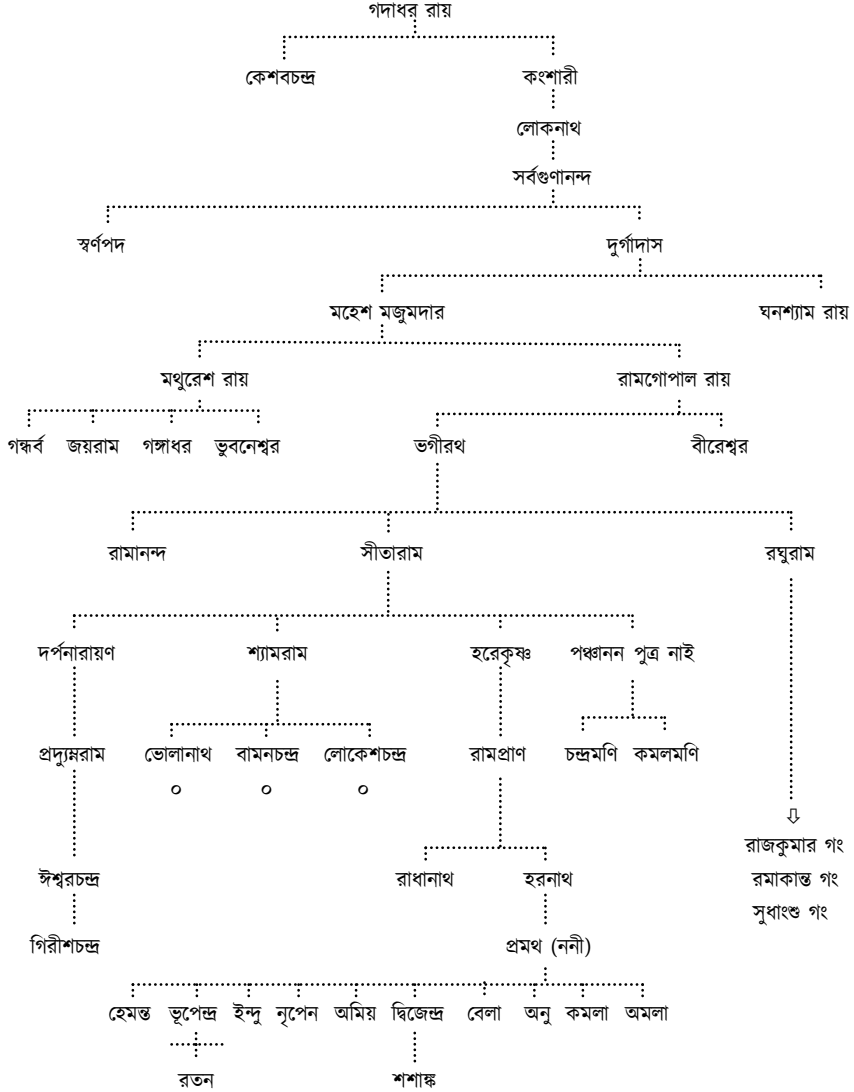 গদাধর রায়
কেশবচন্দ্র কংশারী
লোকনাথ
সর্বগুণানন্দ
স্বর্ণপদ দুর্গাদাস
মহেশ মজুমদার ঘনশ্যাম রায়
মথুরেশ রায় রামগোপাল রায়
গন্ধর্ব জয়রাম গঙ্গাধর ভুবনেশ্বর ভগীরথ বীরেশ্বর
রামানন্দ সীতারাম রঘুরাম
দর্পনারায়ণ শ্যামরাম হরেকৃষ্ণ পঞ্চানন পুত্র নাই
প্রদ্যুম্নরাম ভোলানাথ বামনচন্দ্র লোকেশচন্দ্র রামপ্রাণ চন্দ্রমণি কমলমণি
০ ০ ০
রাজকুমার গং
ঈশ্বরচন্দ্র রাধানাথ হরনাথ রমাকান্ত গং
সুধাংশু গং
গিরীশচন্দ্র প্রমথ (ননী)
হেমন্ত ভূপেন্দ্র ইন্দু নৃপেন অমিয় দ্বিজেন্দ্র বেলা অনু কমলা অমলা
রতন শশাঙ্ক